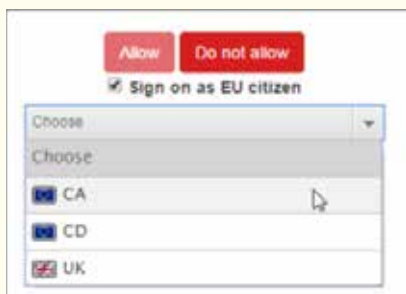 Allow Do not allow
Sign on as EU citizen
Choose
Choose
CA
CD
UK